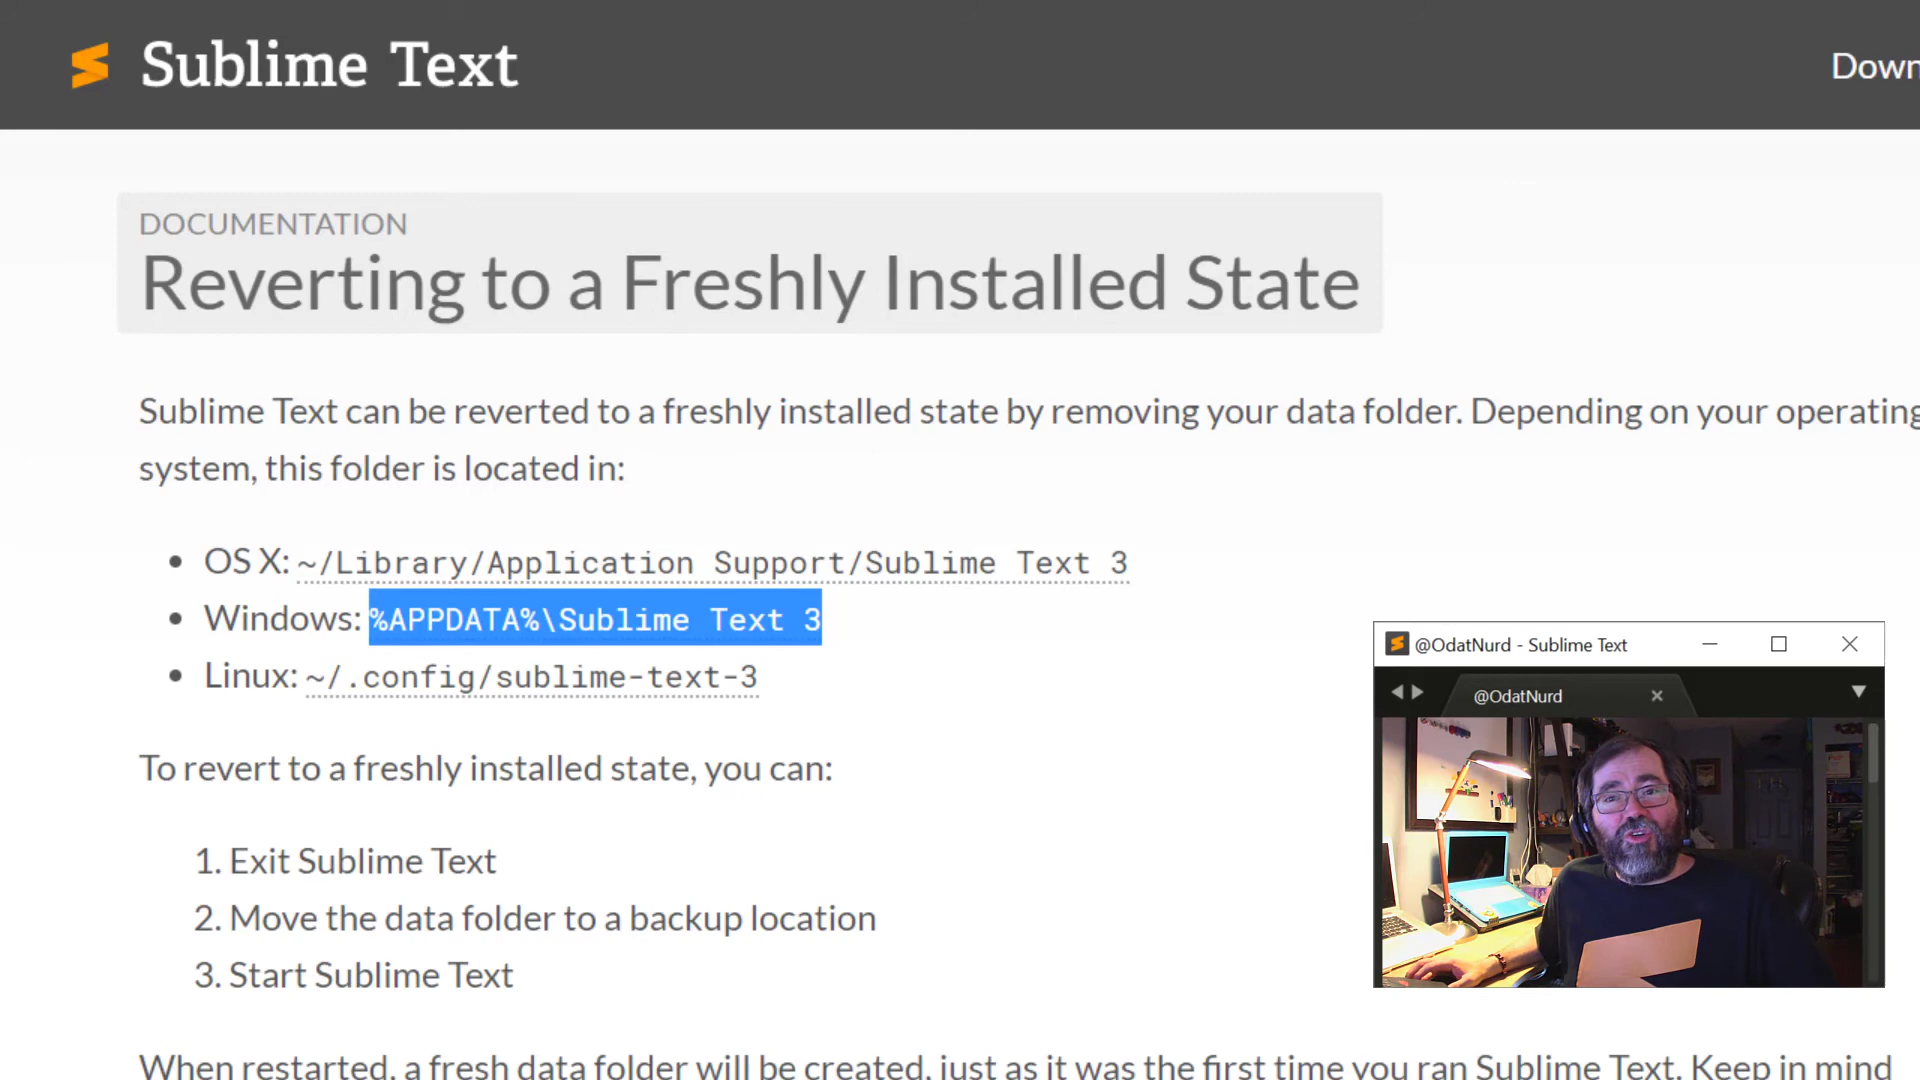 Sublime Text
Down
DOCUMENTATION
Reverting to a Freshly Installed State
Sublime Text can be reverted to a freshly installed state by removing your data folder. Depending on your operating
system, this folder is located in:
• OS X: ~/Library/Application Support/Sublime Text 3
• Windows: %APPDATA%\Sublime Text 3
• Linux: ~/.config/sublime-text-3
@OdatNurd - Sublime Text
@OdatNurd
To revert to a freshly installed state, you can:
1. Exit Sublime Text
2. Move the data folder to a backup location
3. Start Sublime Text
When restarted, a fresh data folder will be created, just as it was the first time you ran Sublime Text. Keep in mind